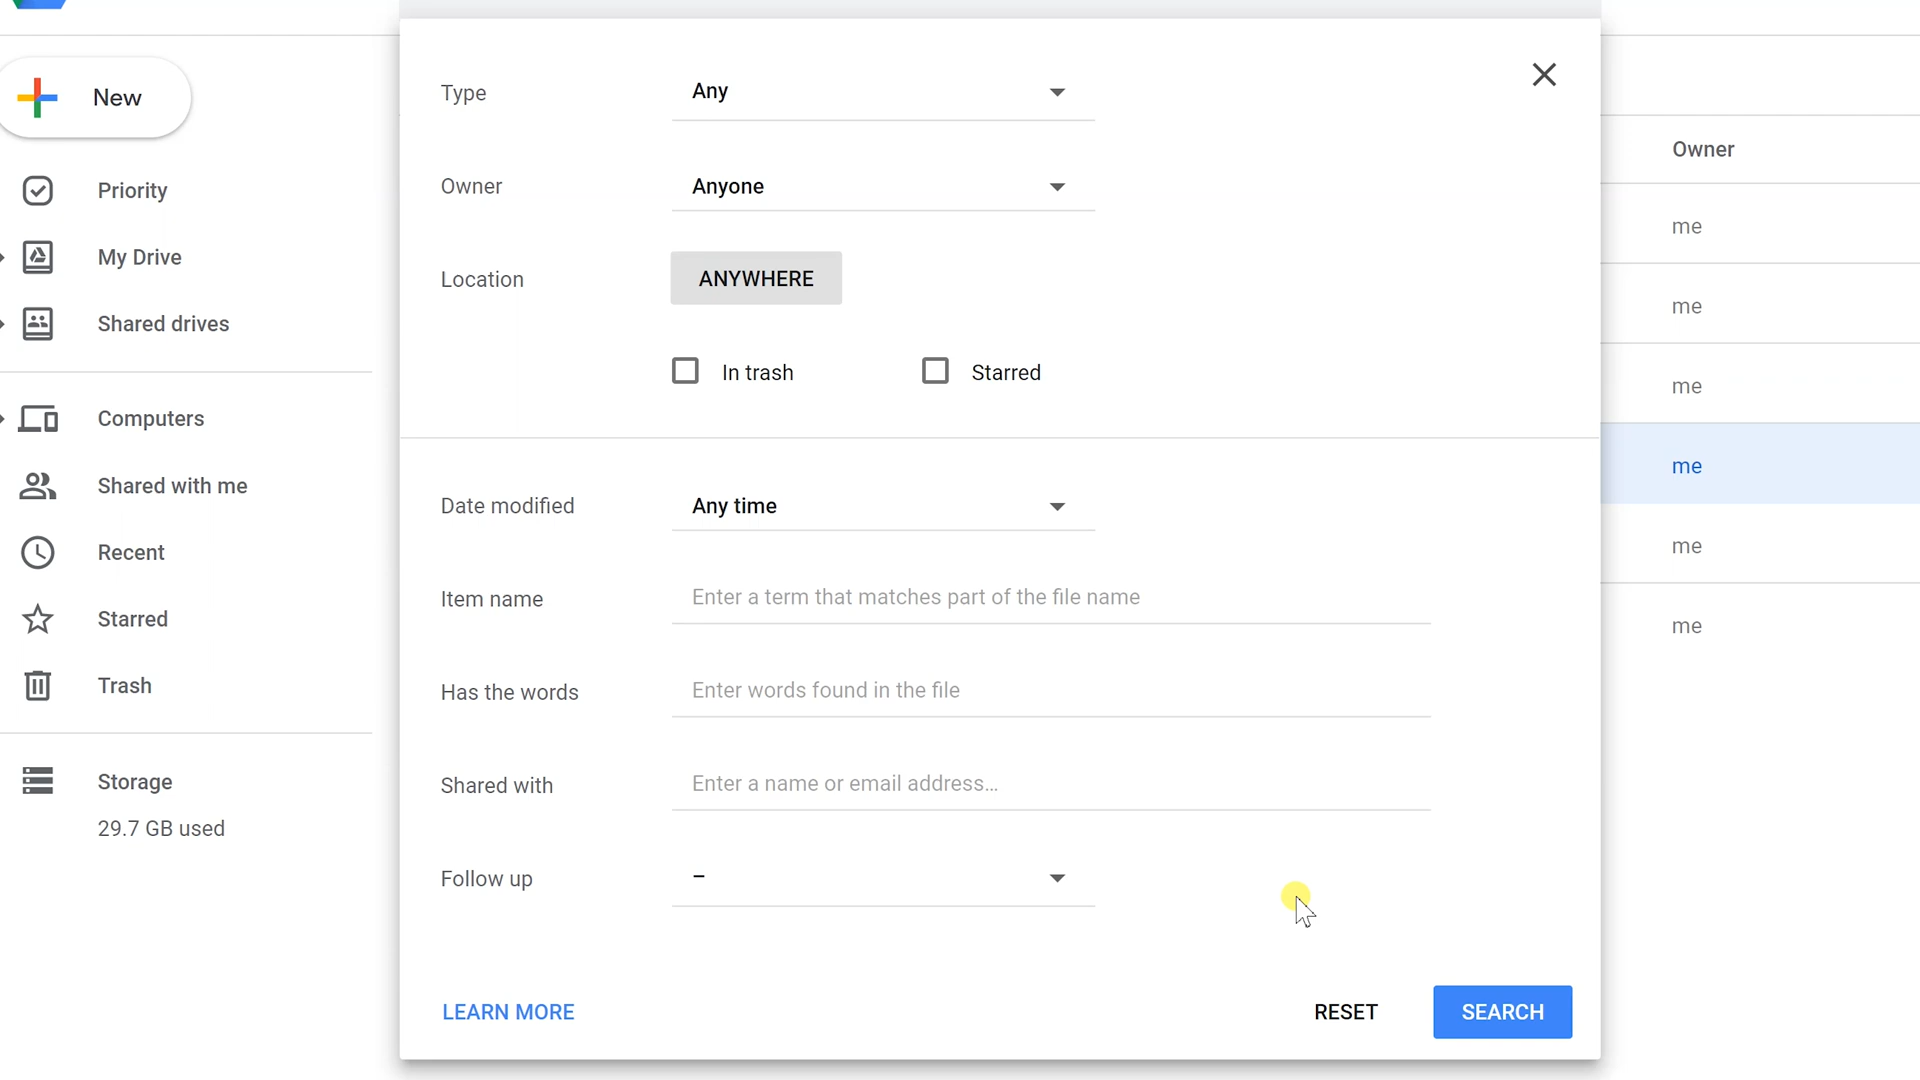 New
Priority
My Drive
Shared drives
Computers
Shared with me
Recent
Starred
Trash
Storage
29.7 GB used
Type Any
Owner Anyone
Location ANYWHERE
In trash Starred
Date modified Any time
Item name Enter a term that matches part of the file name
Has the words Enter words found in the file
Shared with Enter a name or email address...
Follow up –
LEARN MORE RESET SEARCH
Owner
me
me
me
me
me
me